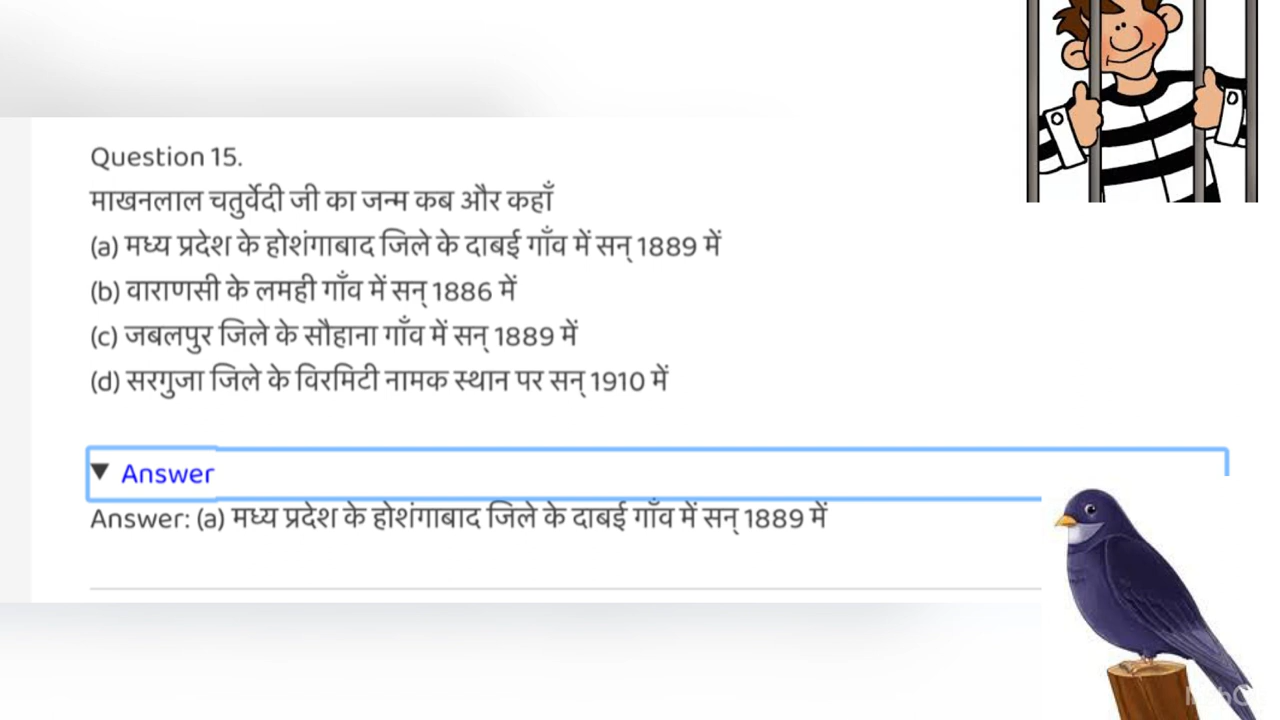 Question 15.
माखनलाल चतुर्वेदी जी का जन्म कब और कहाँ
(a) मध्य प्रदेश के होशंगाबाद जिले के दाबई गाँव में सन् 1889 में
(b) वाराणसी के लमही गाँव में सन् 1886 में
(c) जबलपुर जिले के सौहाना गाँव में सन् 1889 में
(d) सरगुजा जिले के विरमिटी नामक स्थान पर सन् 1910 में
Answer
Answer: (a) मध्य प्रदेश के होशंगाबाद जिले के दाबई गाँव में सन् 1889 में